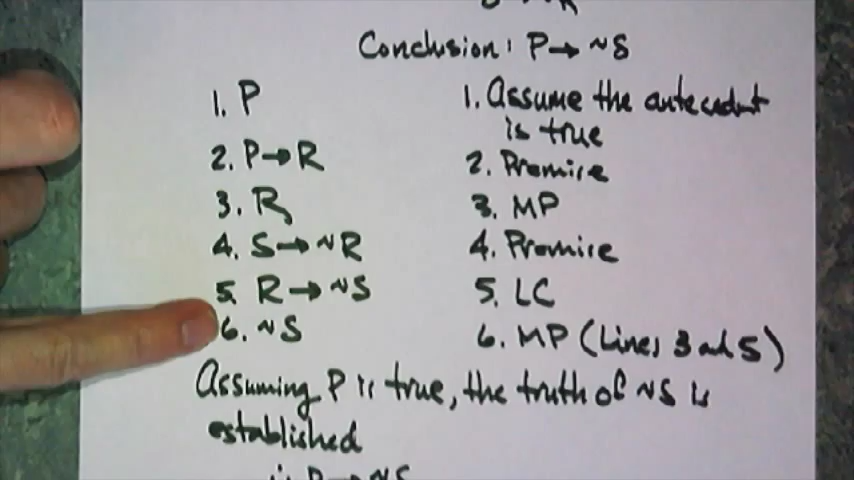 Conclusion: P→ ~S
1. P 1. Assume the antecedent
is true
2. P→R 2. Premise
3. R 3. MP
4. S→ ~R 4. Premise
5. R→ ~S 5. LC
6. ~S 6. MP (Lines 3 and 5)
Assuming P is true, the truth of ~S is
established
∴ P→ ~S